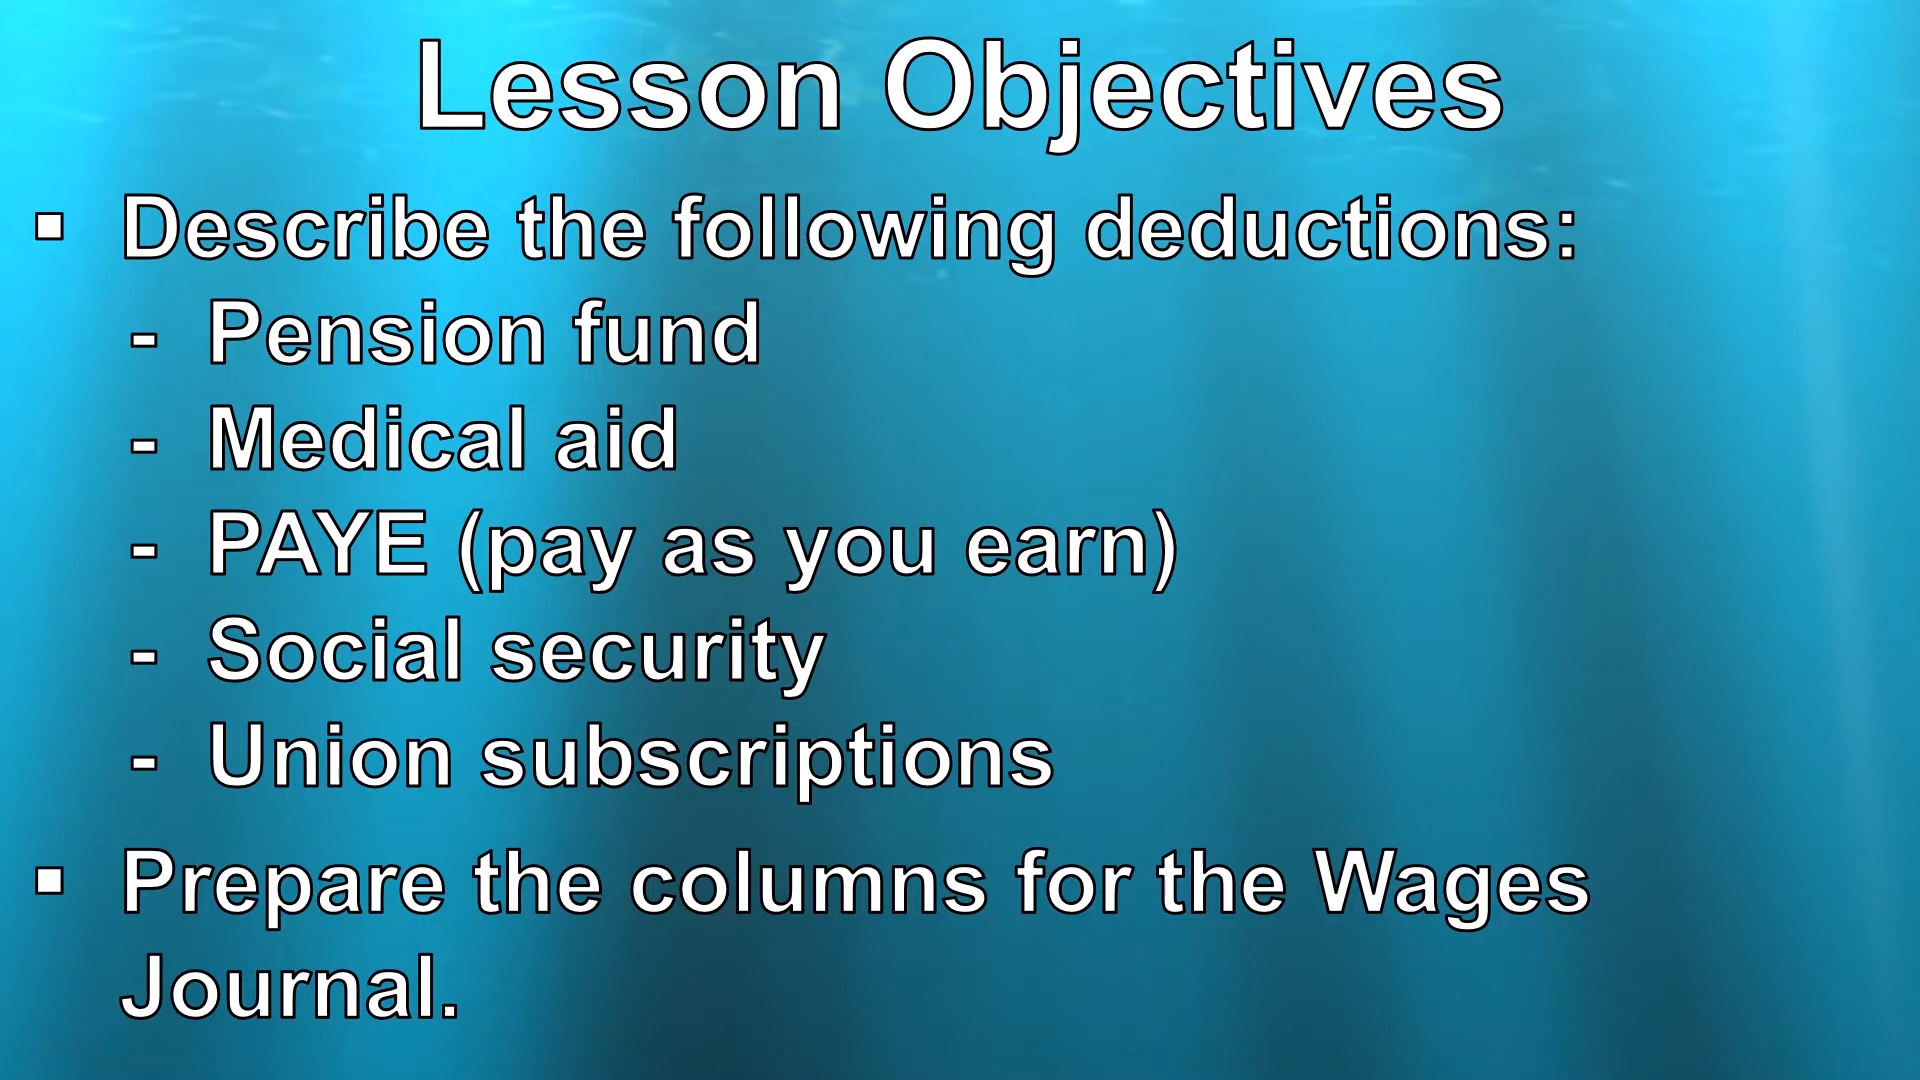 Lesson Objectives
▪ Describe the following deductions:
- Pension fund
- Medical aid
- PAYE (pay as you earn)
- Social security
- Union subscriptions
▪ Prepare the columns for the Wages
Journal.